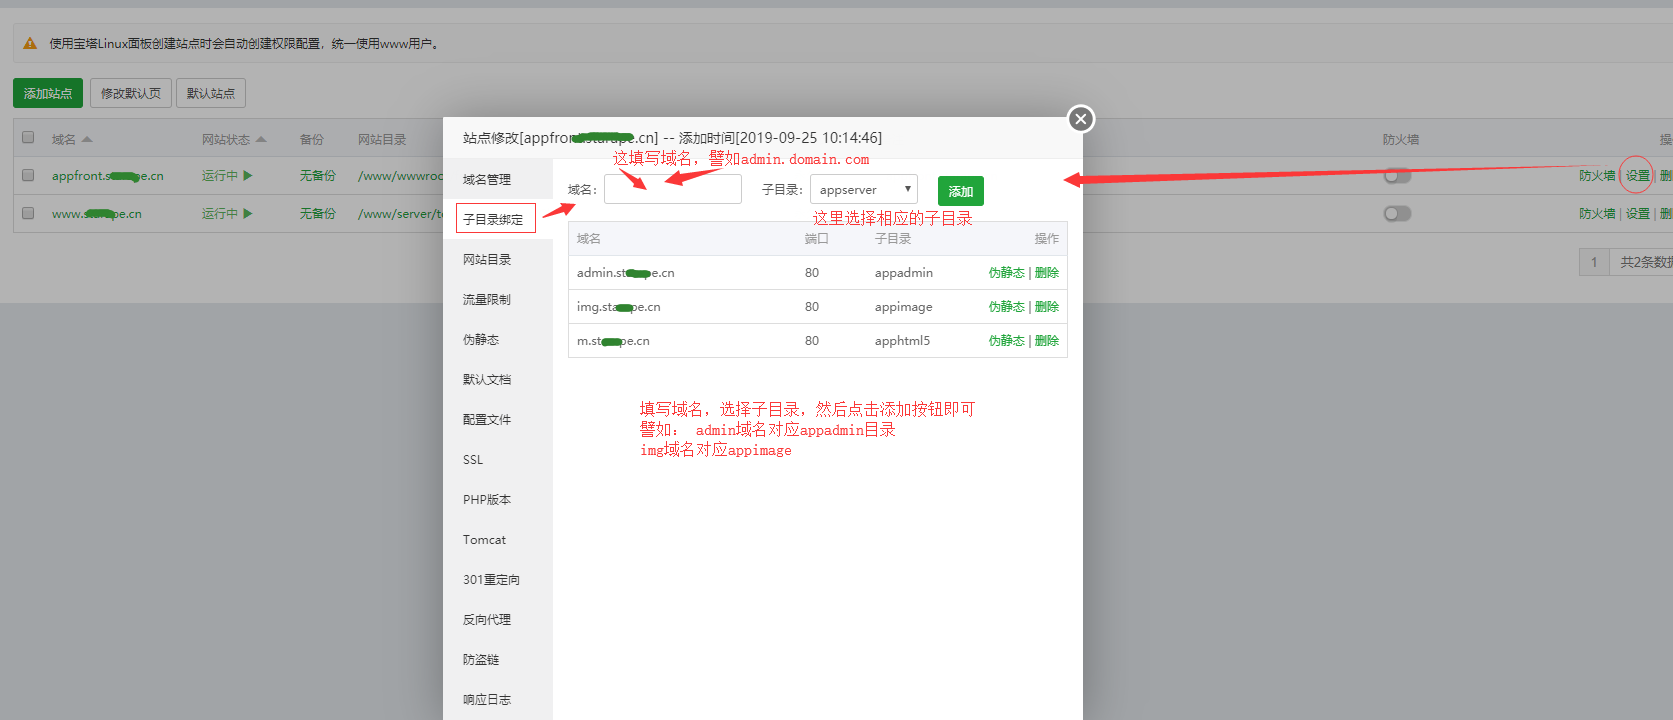 使用宝塔Linux面板创建站点时会自动创建权限配置，统一使用www用户。
添加站点 修改默认页 默认站点
域名 网站状态 备份 网站目录 防火墙
appfront.s pe.cn 运行中 无备份 /www/wwwroo 防火墙 | 设置 | 删
www.s pe.cn 运行中 无备份 /www/server/t 防火墙 | 设置 | 删
1 共2条数据
站点修改[appfron .cn] -- 添加时间[2019-09-25 10:14:46]
这填写域名，譬如admin.domain.com
域名管理
子目录绑定
网站目录
流量限制
伪静态
默认文档
配置文件
SSL
PHP版本
Tomcat
301重定向
反向代理
防盗链
响应日志
域名: 子目录: appserver 添加
这里选择相应的子目录
域名 端口 子目录 操作
admin.st e.cn 80 appadmin 伪静态 | 删除
img.sta pe.cn 80 appimage 伪静态 | 删除
m.st pe.cn 80 apphtml5 伪静态 | 删除
填写域名，选择子目录，然后点击添加按钮即可
譬如： admin域名对应appadmin目录
img域名对应appimage